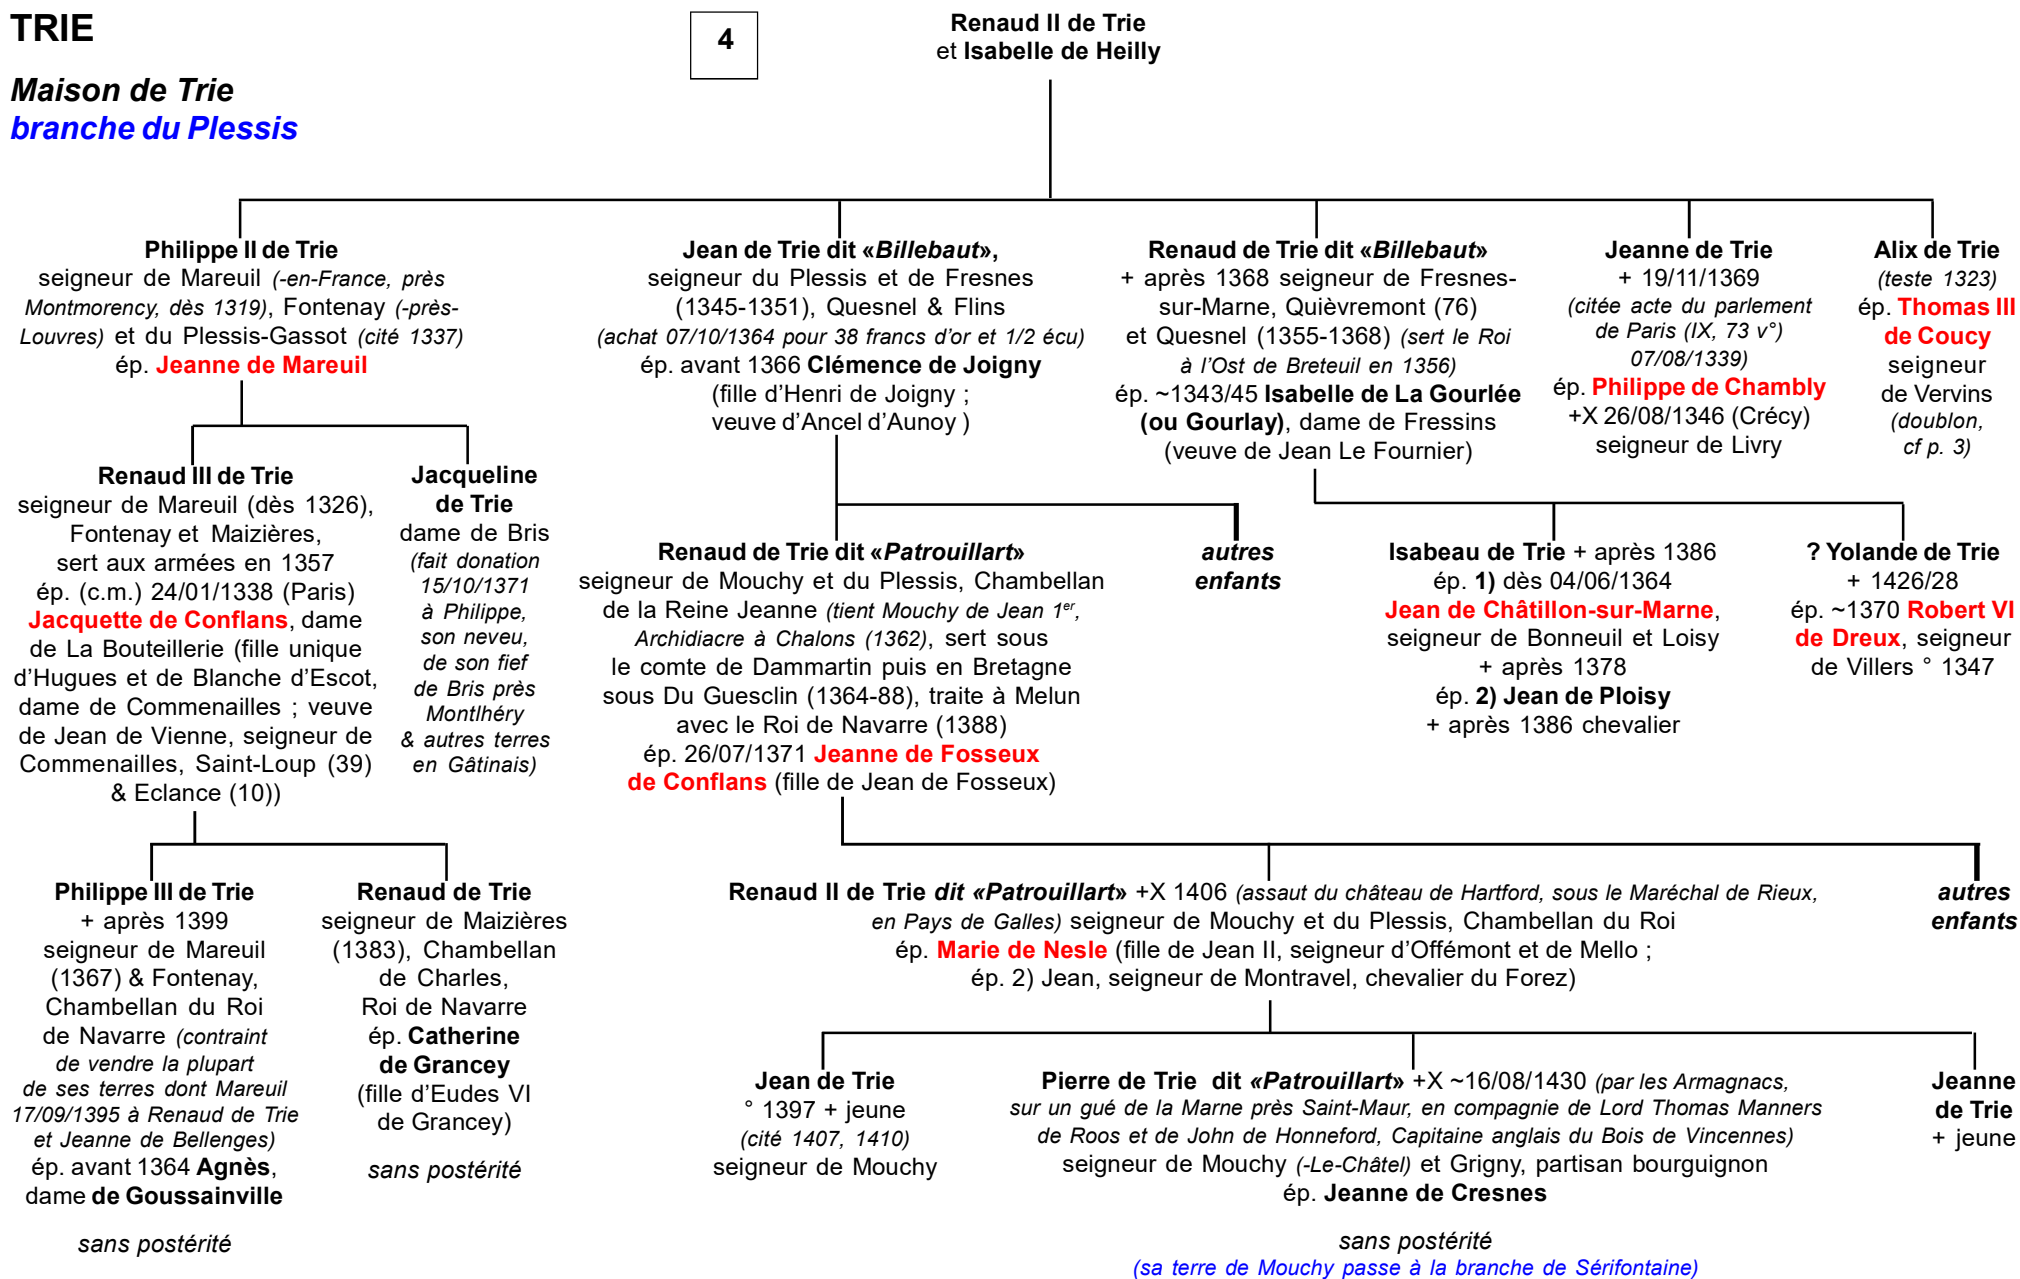 TRIE
Maison de Trie
branche du Plessis
4
Renaud II de Trie
et Isabelle de Heilly
Philippe II de Trie
seigneur de Mareuil (-en-France, près
Montmorency, dès 1319), Fontenay (-près-
Louvres) et du Plessis-Gassot (cité 1337)
ép. Jeanne de Mareuil
Jean de Trie dit «Billebaut»,
seigneur du Plessis et de Fresnes
(1345-1351), Quesnel & Flins
(achat 07/10/1364 pour 38 francs d'or et 1/2 écu)
ép. avant 1366 Clémence de Joigny
(fille d'Henri de Joigny ;
veuve d'Ancel d'Aunoy )
Renaud de Trie dit «Billebaut»
+ après 1368 seigneur de Fresnes-
sur-Marne, Quièvremont (76)
et Quesnel (1355-1368) (sert le Roi
à l'Ost de Breteuil en 1356)
ép. ~1343/45 Isabelle de La Gourlée
(ou Gourlay), dame de Fressins
(veuve de Jean Le Fournier)
Jeanne de Trie
+ 19/11/1369
(citée acte du parlement
de Paris (IX, 73 v°)
07/08/1339)
ép. Philippe de Chambly
+X 26/08/1346 (Crécy)
seigneur de Livry
Alix de Trie
(teste 1323)
ép. Thomas III
de Coucy
seigneur
de Vervins
(doublon,
cf p. 3)
Renaud III de Trie
seigneur de Mareuil (dès 1326),
Fontenay et Maizières,
sert aux armées en 1357
ép. (c.m.) 24/01/1338 (Paris)
Jacquette de Conflans, dame
de La Bouteillerie (fille unique
d'Hugues et de Blanche d'Escot,
dame de Commenailles ; veuve
de Jean de Vienne, seigneur de
Commenailles, Saint-Loup (39)
& Eclance (10))
Jacqueline
de Trie
dame de Bris
(fait donation
15/10/1371
à Philippe,
son neveu,
de son fief
de Bris près
Montlhéry
& autres terres
en Gâtinais)
Renaud de Trie dit «Patrouillart»
seigneur de Mouchy et du Plessis, Chambellan
de la Reine Jeanne (tient Mouchy de Jean 1er,
Archidiacre à Chalons (1362), sert sous
le comte de Dammartin puis en Bretagne
sous Du Guesclin (1364-88), traite à Melun
avec le Roi de Navarre (1388)
ép. 26/07/1371 Jeanne de Fosseux
de Conflans (fille de Jean de Fosseux)
autres
enfants
Isabeau de Trie + après 1386
ép. 1) dès 04/06/1364
Jean de Châtillon-sur-Marne,
seigneur de Bonneuil et Loisy
+ après 1378
ép. 2) Jean de Ploisy
+ après 1386 chevalier
? Yolande de Trie
+ 1426/28
ép. ~1370 Robert VI
de Dreux, seigneur
de Villers ° 1347
Philippe III de Trie
+ après 1399
seigneur de Mareuil
(1367) & Fontenay,
Chambellan du Roi
de Navarre (contraint
de vendre la plupart
de ses terres dont Mareuil
17/09/1395 à Renaud de Trie
et Jeanne de Bellenges)
ép. avant 1364 Agnès,
dame de Goussainville
sans postérité
Renaud de Trie
seigneur de Maizières
(1383), Chambellan
de Charles,
Roi de Navarre
ép. Catherine
de Grancey
(fille d'Eudes VI
de Grancey)
sans postérité
Renaud II de Trie dit «Patrouillart» +X 1406 (assaut du château de Hartford, sous le Maréchal de Rieux,
en Pays de Galles) seigneur de Mouchy et du Plessis, Chambellan du Roi
ép. Marie de Nesle (fille de Jean II, seigneur d'Offémont et de Mello ;
ép. 2) Jean, seigneur de Montravel, chevalier du Forez)
autres
enfants
Jean de Trie
° 1397 + jeune
(cité 1407, 1410)
seigneur de Mouchy
Pierre de Trie dit «Patrouillart» +X ~16/08/1430 (par les Armagnacs,
sur un gué de la Marne près Saint-Maur, en compagnie de Lord Thomas Manners
de Roos et de John de Honneford, Capitaine anglais du Bois de Vincennes)
seigneur de Mouchy (-Le-Châtel) et Grigny, partisan bourguignon
ép. Jeanne de Cresnes
sans postérité
(sa terre de Mouchy passe à la branche de Sérifontaine)
Jeanne
de Trie
+ jeune